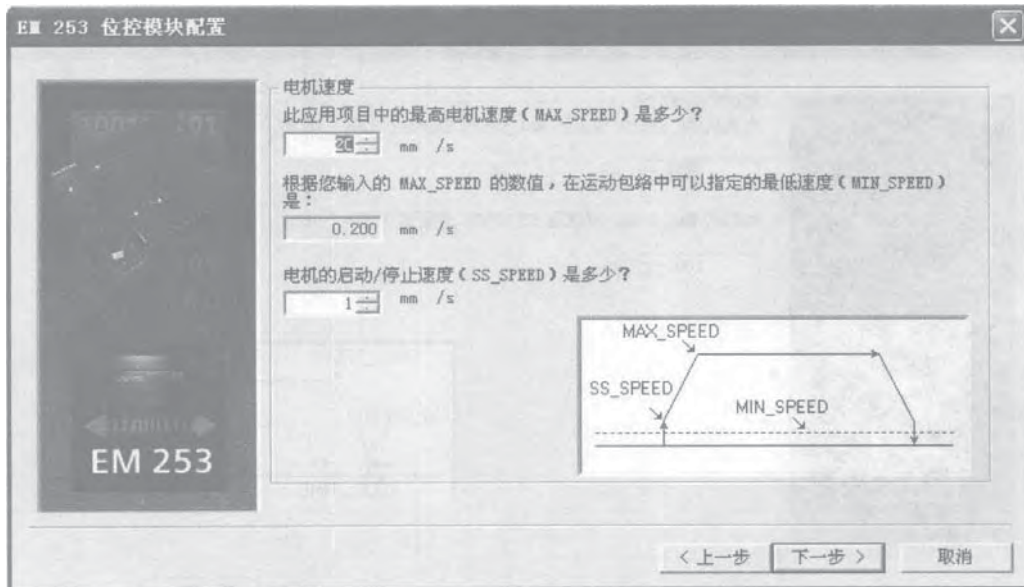 EM 253 位控模块配置
电机速度
此应用项目中的最高电机速度(MAX_SPEED)是多少?
20 mm /s
根据您输入的 MAX_SPEED 的数值,在运动包络中可以指定的最低速度(MIN_SPEED)
是:
0.200 mm /s
电机的启动/停止速度(SS_SPEED)是多少?
1 mm /s
MAX_SPEED
SS_SPEED
MIN_SPEED
EM 253
<上一步
下一步>
取消